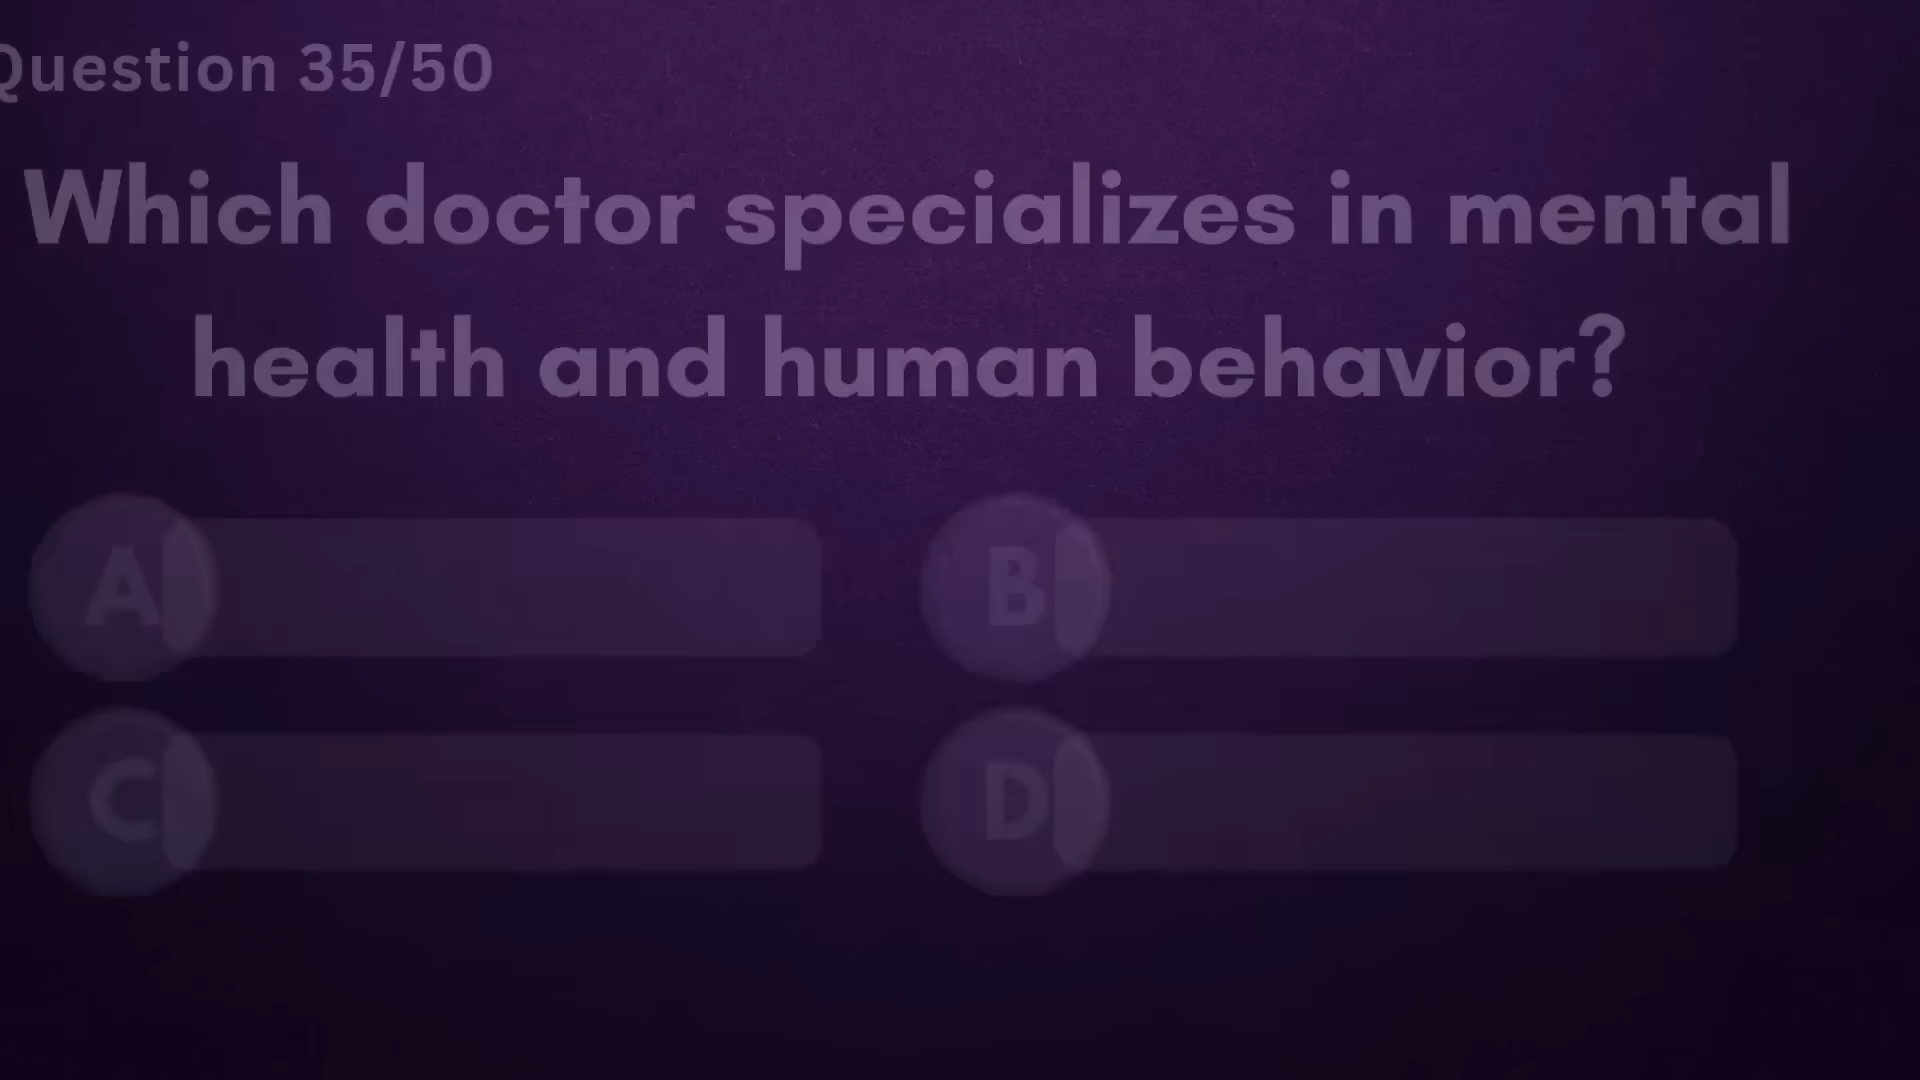 Question 35/50
Which doctor specializes in mental
health and human behavior?
A
B
C
D